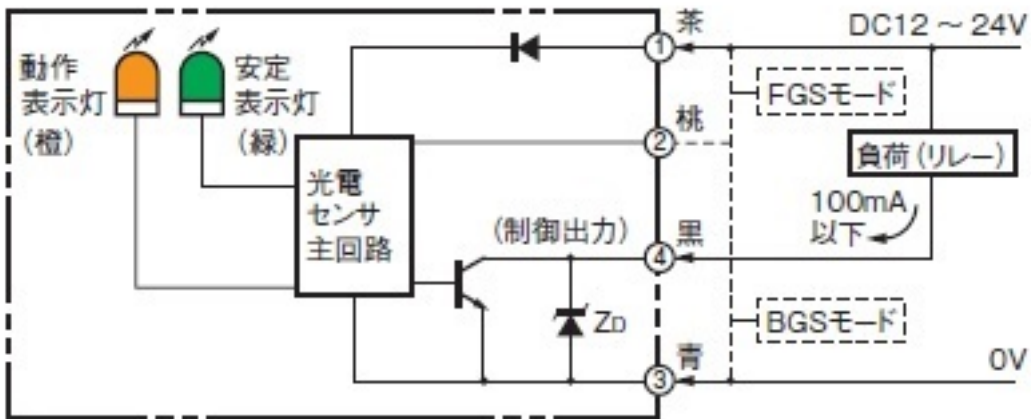 動作
表示灯
(橙)
安定
表示灯
(緑)
光電
センサ
主回路
(制御出力)
ZD
① 茶
② 桃
④ 黒
③ 青
DC12～24V
FGSモード
負荷(リレー)
100mA
以下
BGSモード
0V